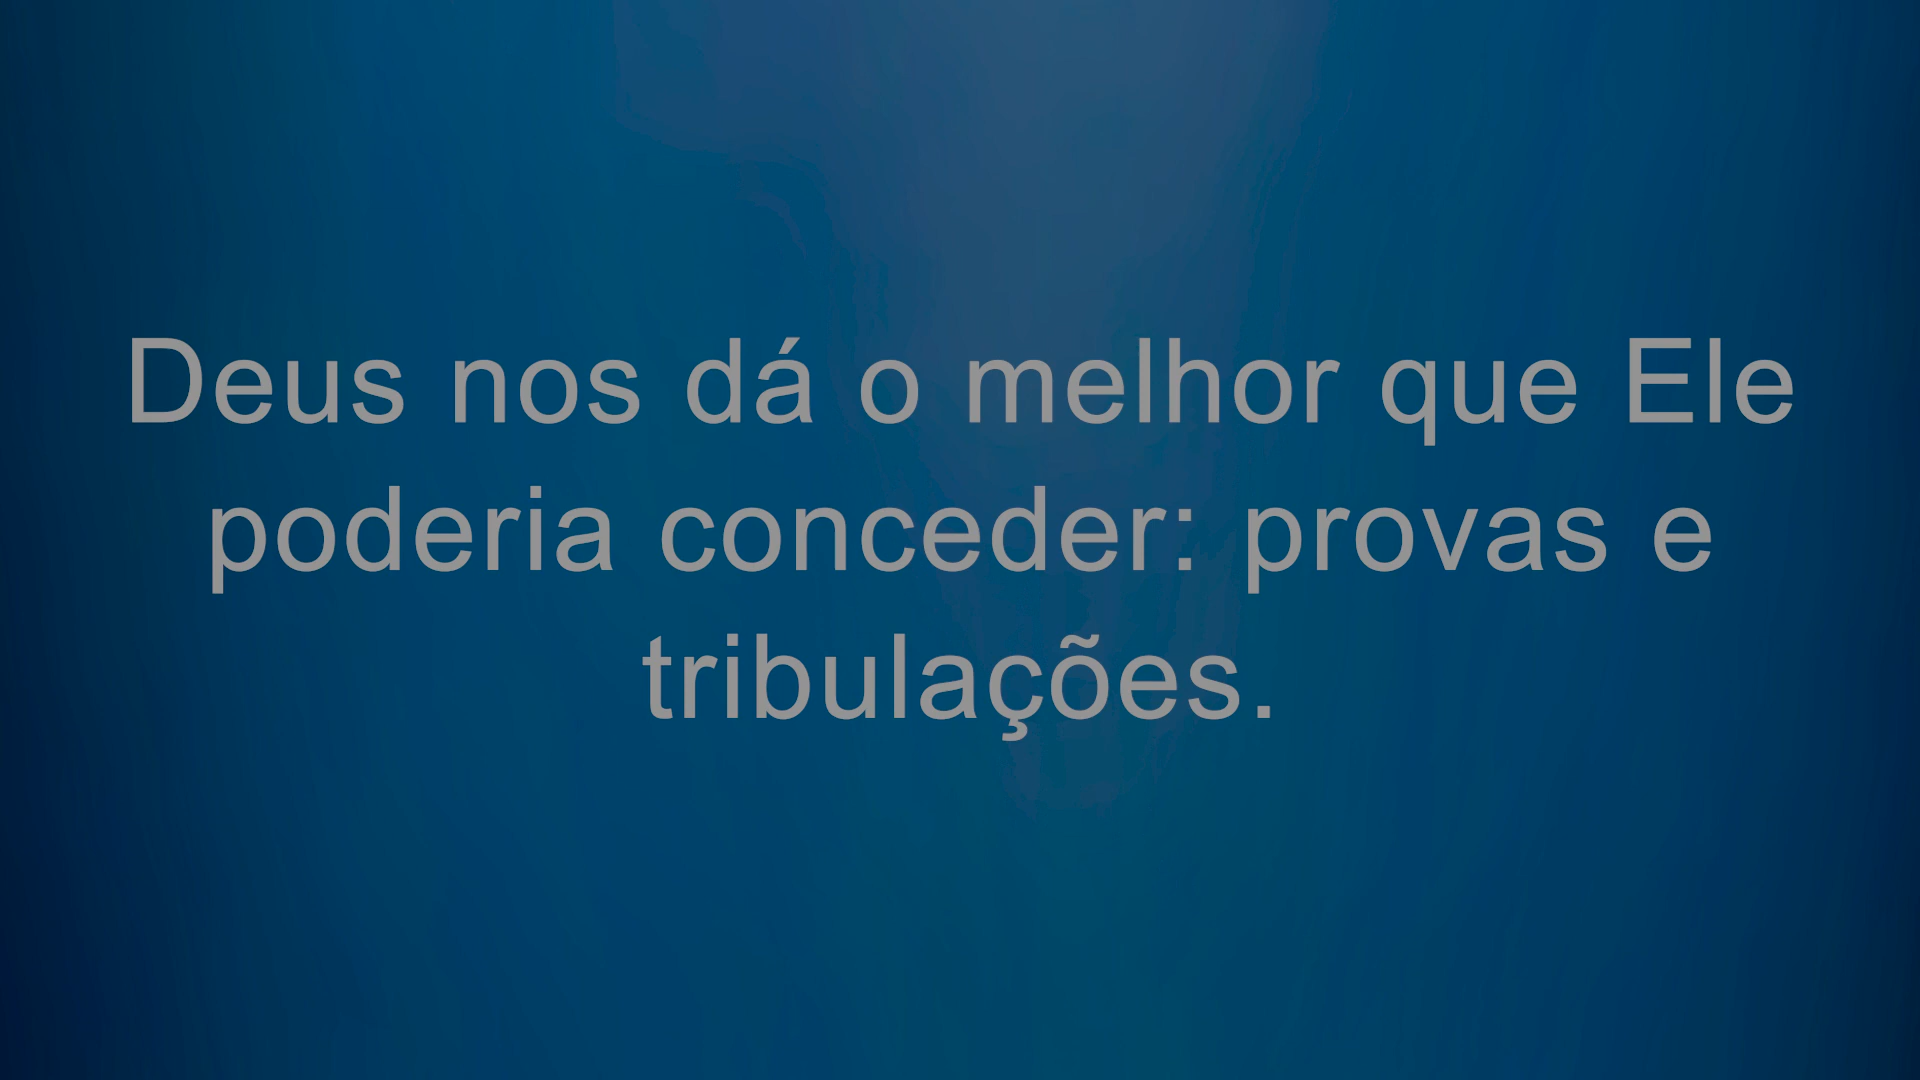 Deus nos dá o melhor que Ele
poderia conceder: provas e
tribulações.